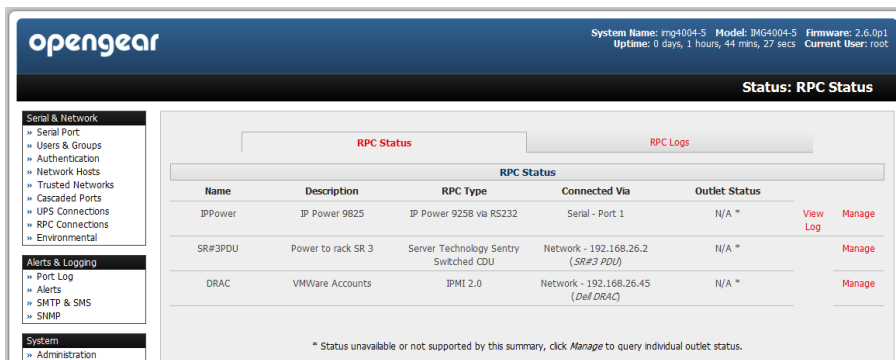 opengear
System Name: img4004-5 Model: IMG4004-5 Firmware: 2.6.0p1
Uptime: 0 days, 1 hours, 44 mins, 27 secs Current User: root
Status: RPC Status
Serial & Network
» Serial Port
» Users & Groups
» Authentication
» Network Hosts
» Trusted Networks
» Cascaded Ports
» UPS Connections
» RPC Connections
» Environmental
Alerts & Logging
» Port Log
» Alerts
» SMTP & SMS
» SNMP
System
» Administration
RPC Status RPC Logs
RPC Status
Name Description RPC Type Connected Via Outlet Status
IPPower IP Power 9825 IP Power 9258 via RS232 Serial - Port 1 N/A * View Log Manage
SR#3PDU Power to rack SR 3 Server Technology Sentry Switched CDU Network - 192.168.26.2 (SR#3 PDU) N/A * Manage
DRAC VMWare Accounts IPMI 2.0 Network - 192.168.26.45 (Dell DRAC) N/A * Manage
* Status unavailable or not supported by this summary, click Manage to query individual outlet status.